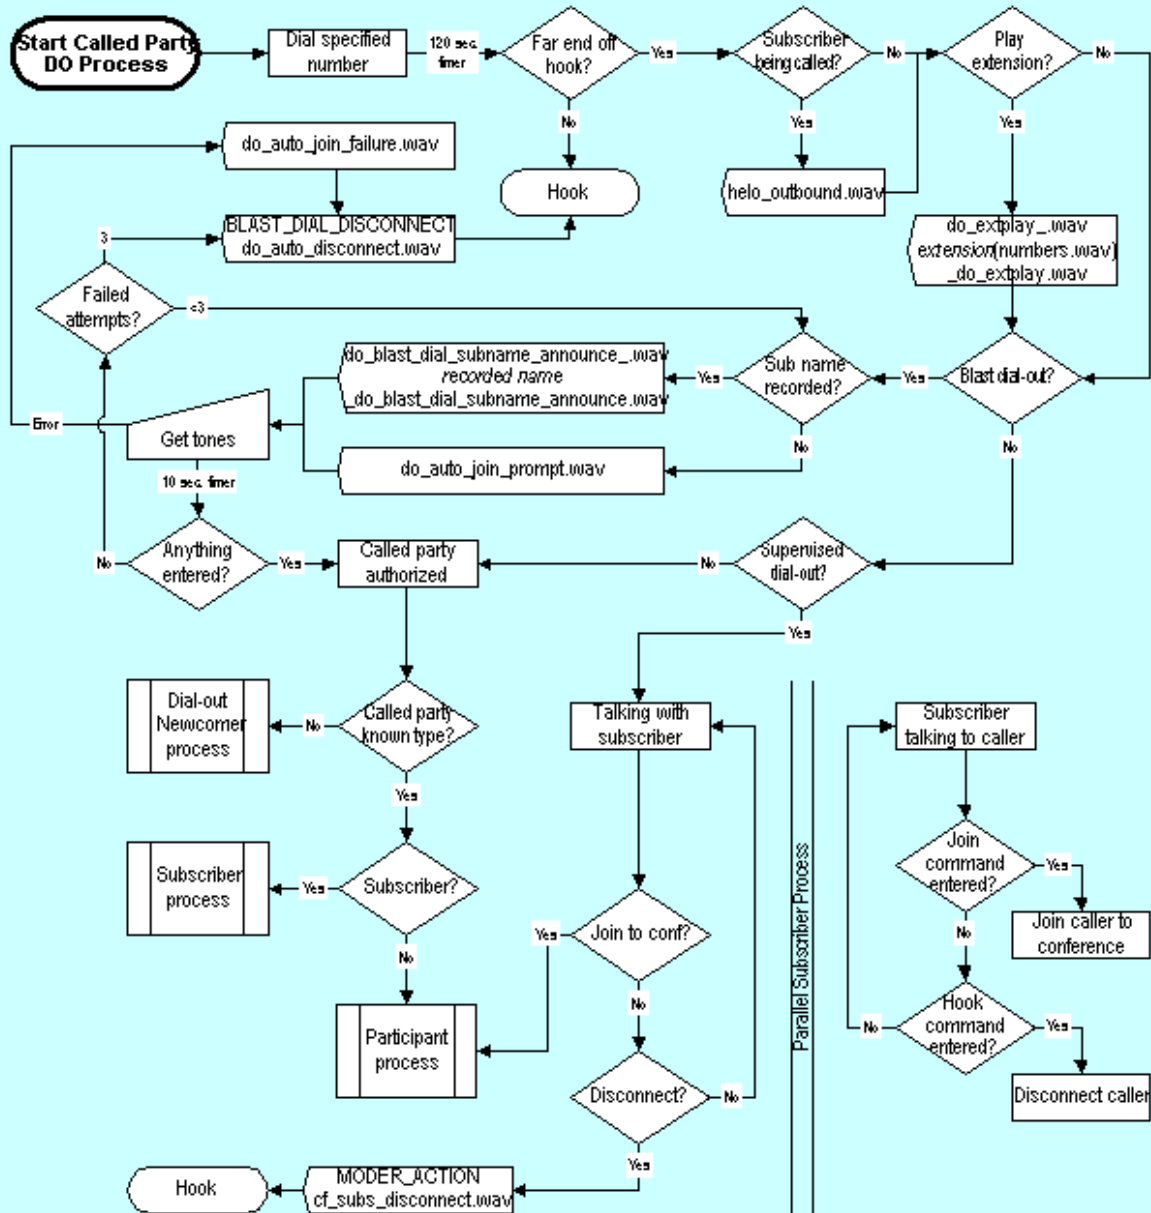 Start Called Party
DO Process
Dial specified
number
120 sec.
timer
Far end off
hook?
Yes
Subscriber
being called?
No
Play
extension?
No
No
Yes
Yes
do_auto_join_failure.wav
Hook
helo_outbound.wav
BLAST_DIAL_DISCONNECT
do_auto_disconnect.wav
do_extplay_.wav
extension(numbers.wav)
_do_extplay.wav
3
Failed
attempts?
<3
do_blast_dial_subname_announce_.wav
recorded name
_do_blast_dial_subname_announce.wav
Yes
Sub name
recorded?
Yes
Blast dial-out?
Error
Get tones
No
No
do_auto_join_prompt.wav
10 sec. timer
No
Anything
entered?
Yes
Called party
authorized
No
Supervised
dial-out?
Yes
Dial-out
Newcomer
process
No
Called party
known type?
Talking with
subscriber
Subscriber
talking to caller
Yes
Subscriber
process
Yes
Subscriber?
Join
command
entered?
Yes
No
Yes
Join to conf?
No
Join caller to
conference
Parallel Subscriber Process
No
Participant
process
No
Hook
command
entered?
Yes
Disconnect?
No
Disconnect caller
Yes
Hook
MODER_ACTION
cf_subs_disconnect.wav